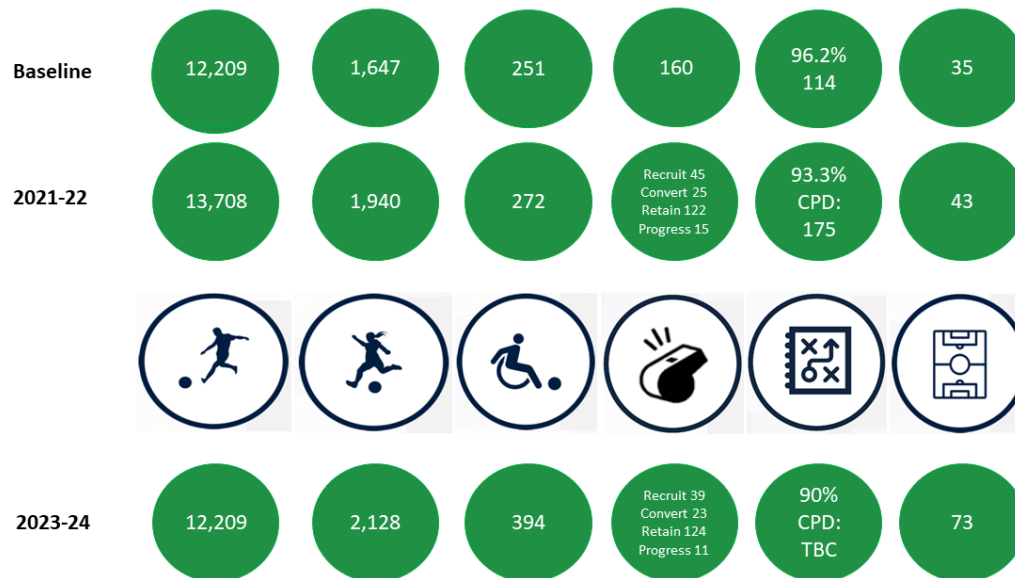 Baseline
12,209
1,647
251
160
96.2%
114
35
2021-22
13,708
1,940
272
Recruit 45
Convert 25
Retain 122
Progress 15
93.3%
CPD:
175
43
2023-24
12,209
2,128
394
Recruit 39
Convert 23
Retain 124
Progress 11
90%
CPD:
TBC
73